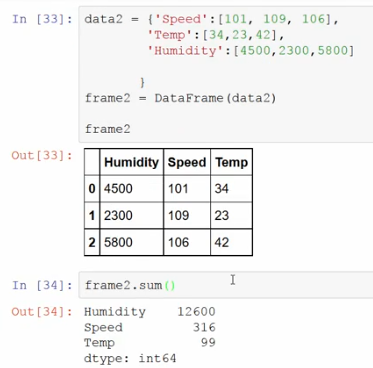 In [33]: data2 = {'Speed':[101, 109, 106],
'Temp':[34,23,42],
'Humidity':[4500,2300,5800]
}
frame2 = DataFrame(data2)
frame2
Out[33]:
Humidity Speed Temp
0 4500 101 34
1 2300 109 23
2 5800 106 42
In [34]: frame2.sum()
Out[34]: Humidity 12600
Speed 316
Temp 99
dtype: int64